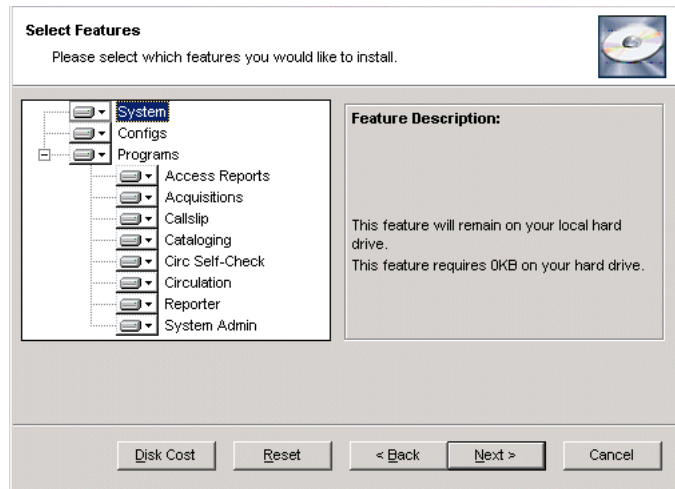 Select Features
Please select which features you would like to install.
System
Configs
Programs
Access Reports
Acquisitions
Callslip
Cataloging
Circ Self-Check
Circulation
Reporter
System Admin
Feature Description:
This feature will remain on your local hard
drive.
This feature requires 0KB on your hard drive.
Disk Cost
Reset
< Back
Next >
Cancel